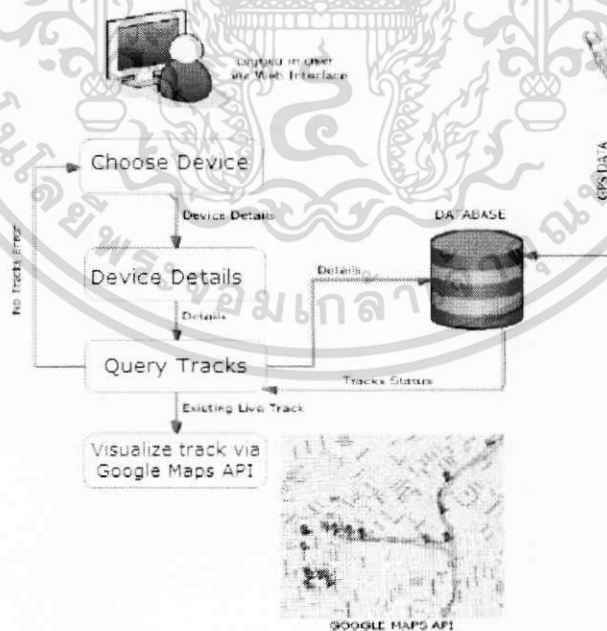 Logged in user
via Web Interface
Choose Device
Device Details
DATABASE
GPS DATA
No Tracks Error
Device Details
Details
Details
Query Tracks
Tracks Status
Existing Live Track
Visualize track via
Google Maps API
GOOGLE MAPS API